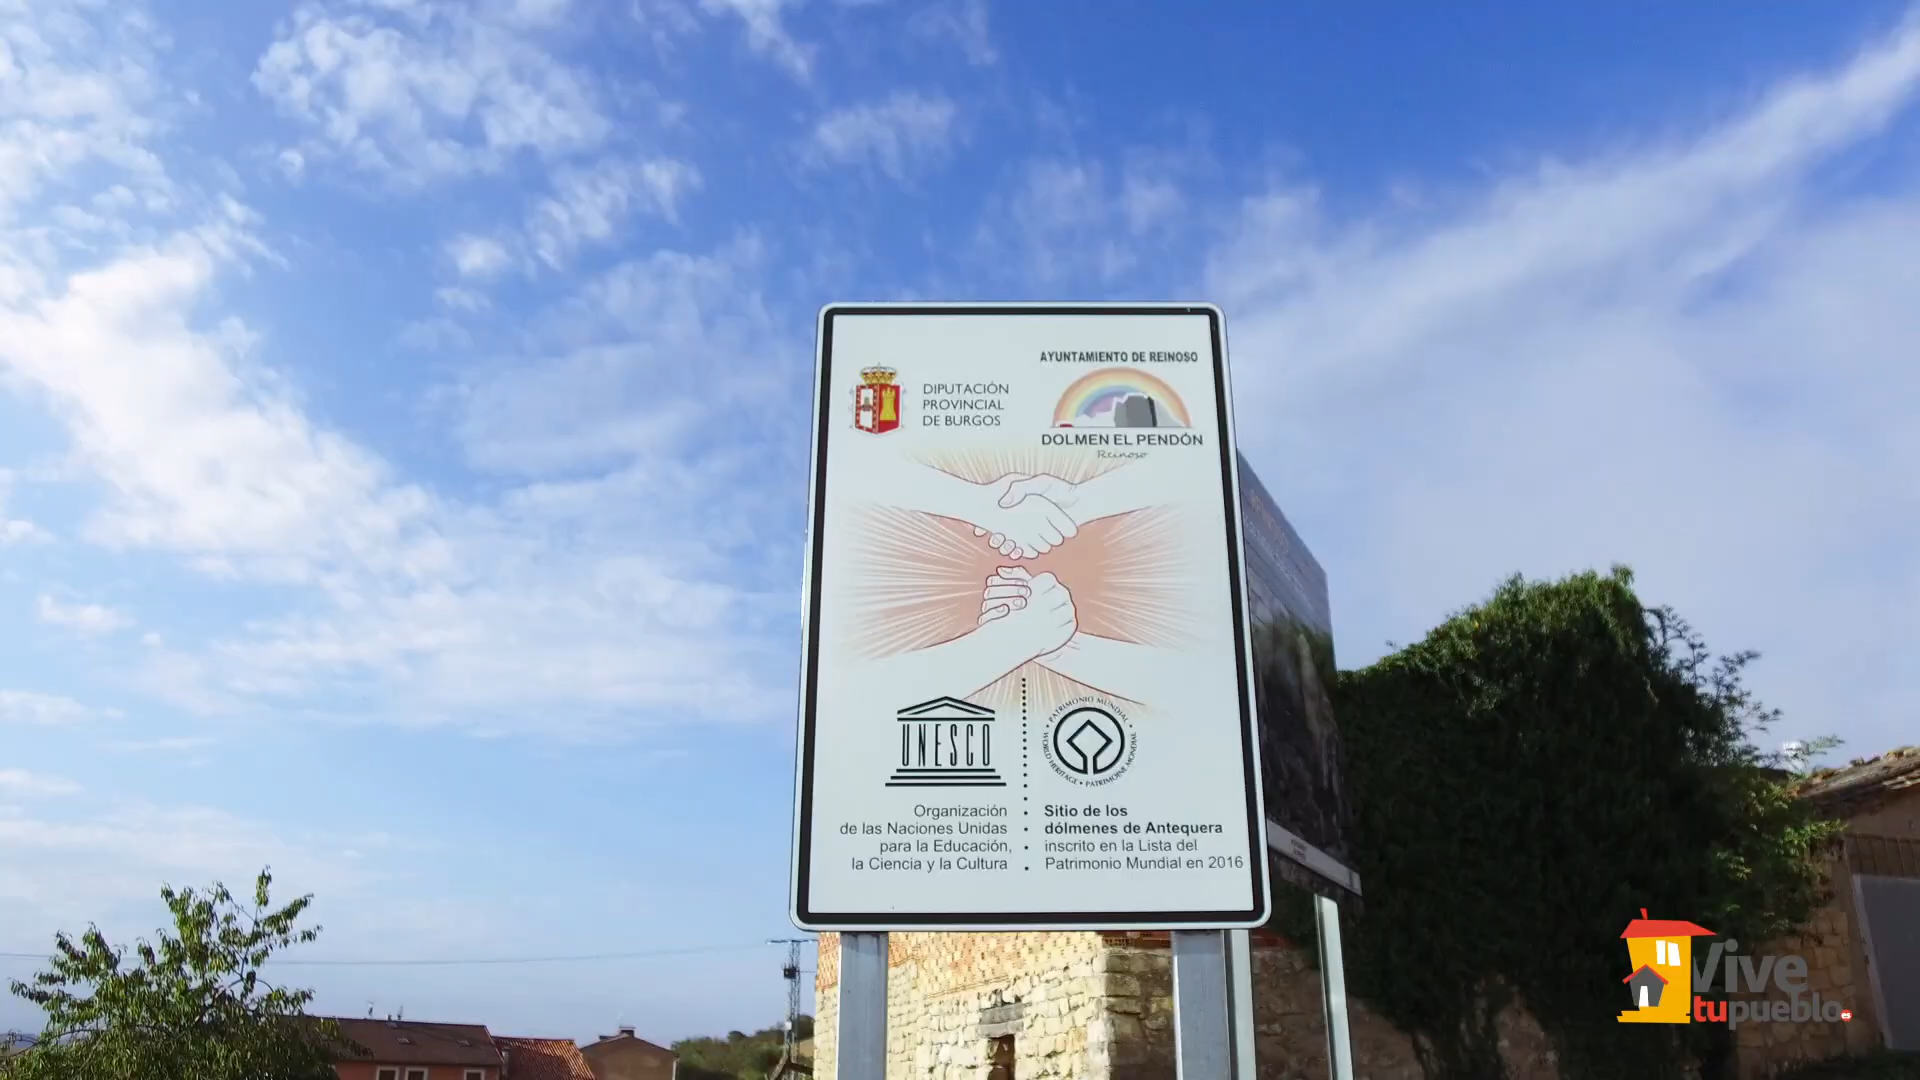 AYUNTAMIENTO DE REINOSO
DIPUTACIÓN
PROVINCIAL
DE BURGOS
DOLMEN EL PENDÓN
Reinoso
UNESCO
PATRIMONIO MUNDIAL • WORLD HERITAGE • PATRIMOINE MONDIAL •
Organización
de las Naciones Unidas
para la Educación,
la Ciencia y la Cultura
Sitio de los
dólmenes de Antequera
inscrito en la Lista del
Patrimonio Mundial en 2016
Vive
tupueblo.es